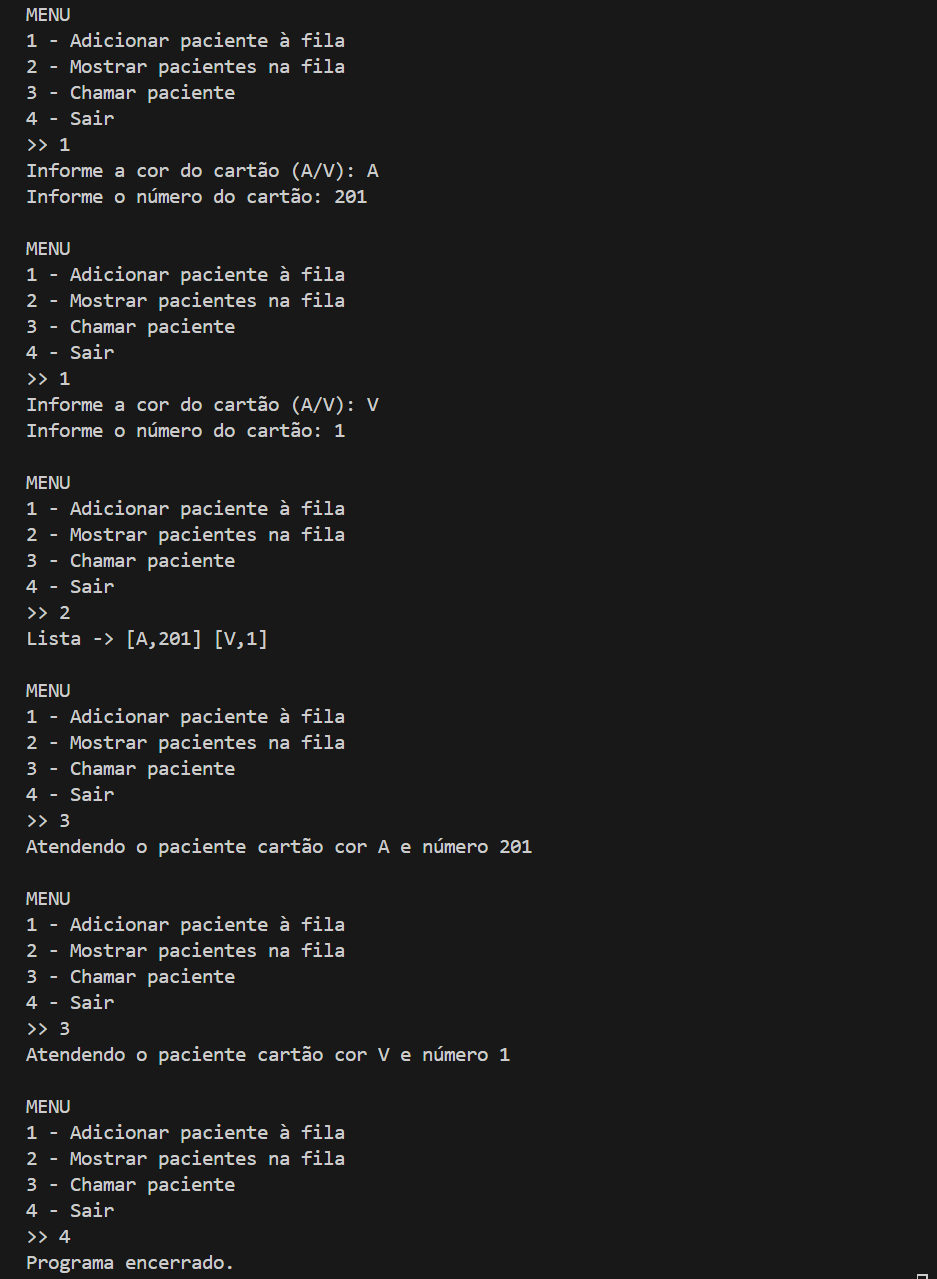 MENU
1 - Adicionar paciente à fila
2 - Mostrar pacientes na fila
3 - Chamar paciente
4 - Sair
>> 1
Informe a cor do cartão (A/V): A
Informe o número do cartão: 201

MENU
1 - Adicionar paciente à fila
2 - Mostrar pacientes na fila
3 - Chamar paciente
4 - Sair
>> 1
Informe a cor do cartão (A/V): V
Informe o número do cartão: 1

MENU
1 - Adicionar paciente à fila
2 - Mostrar pacientes na fila
3 - Chamar paciente
4 - Sair
>> 2
Lista -> [A,201] [V,1]

MENU
1 - Adicionar paciente à fila
2 - Mostrar pacientes na fila
3 - Chamar paciente
4 - Sair
>> 3
Atendendo o paciente cartão cor A e número 201

MENU
1 - Adicionar paciente à fila
2 - Mostrar pacientes na fila
3 - Chamar paciente
4 - Sair
>> 3
Atendendo o paciente cartão cor V e número 1

MENU
1 - Adicionar paciente à fila
2 - Mostrar pacientes na fila
3 - Chamar paciente
4 - Sair
>> 4
Programa encerrado.